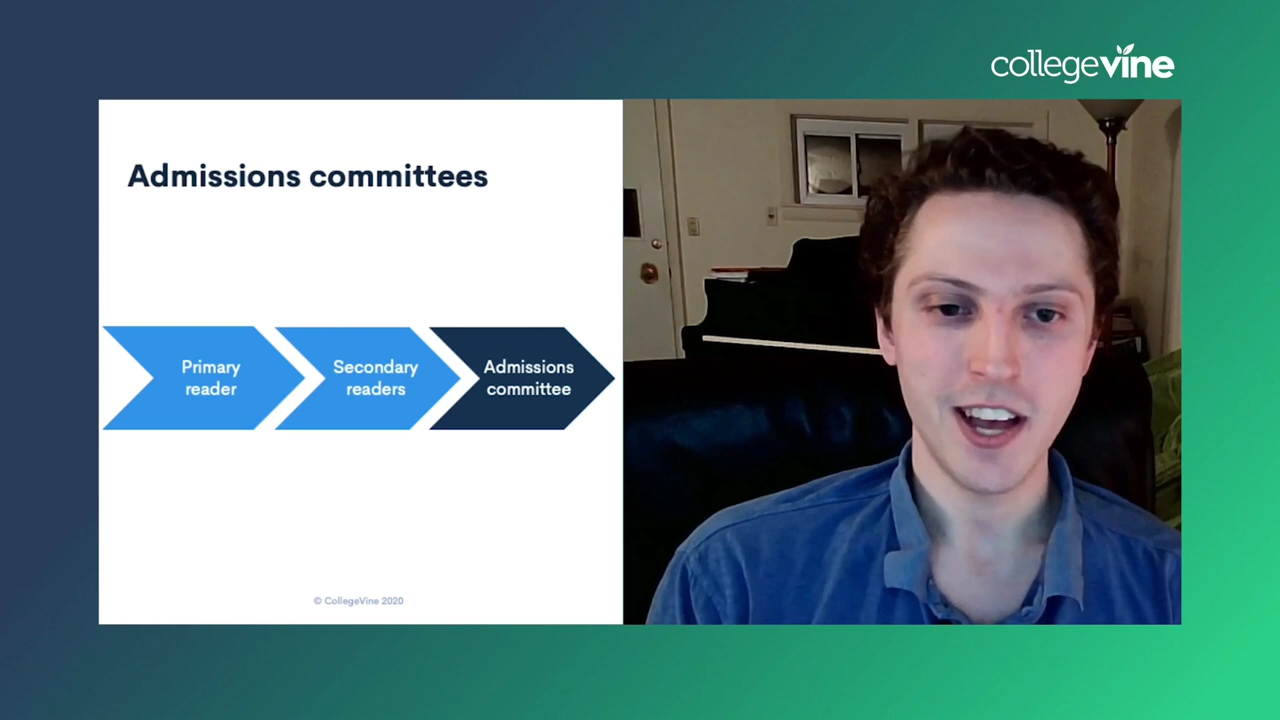 collegevine
Admissions committees
Primary
reader
Secondary
readers
Admissions
committee
© CollegeVine 2020